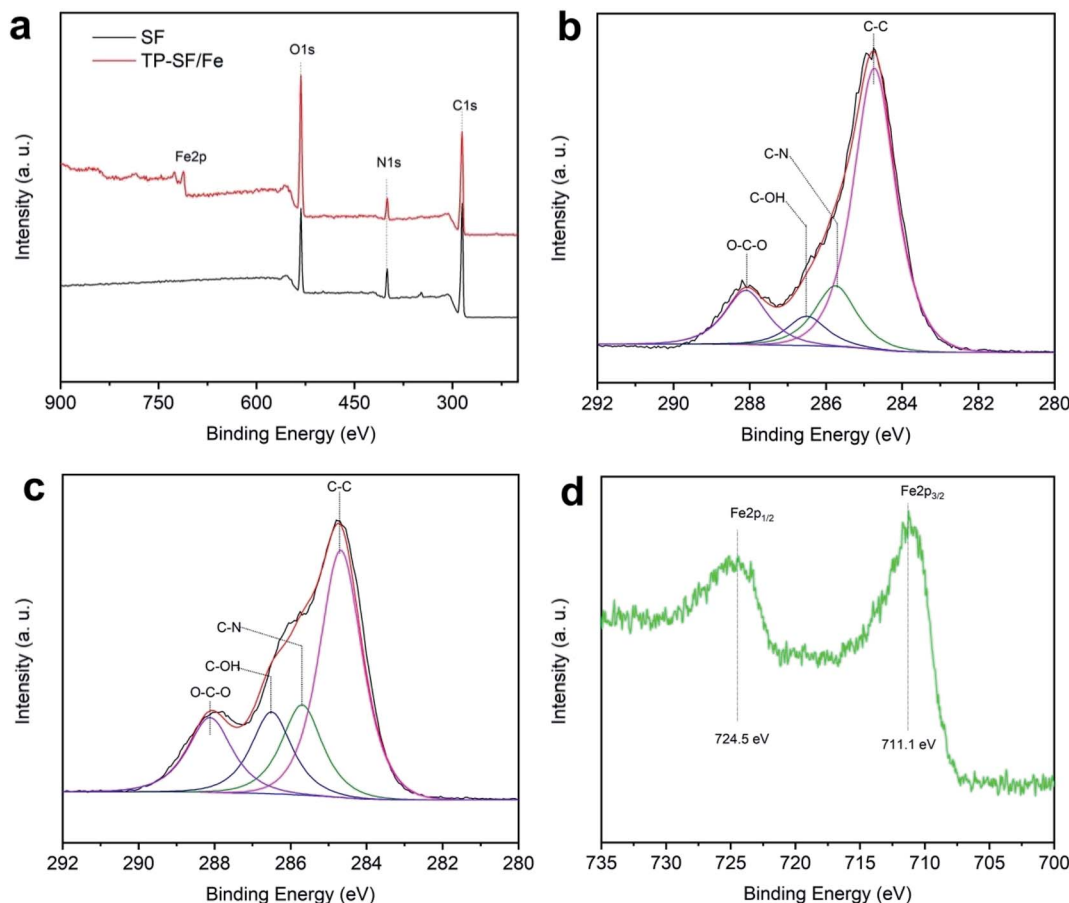 a
SF
TP-SF/Fe
O1s
C1s
Fe2p
N1s
Intensity (a. u.)
900
750
600
450
300
Binding Energy (eV)
b
C-C
C-N
C-OH
O-C-O
Intensity (a. u.)
292
290
288
286
284
282
280
Binding Energy (eV)
c
C-C
C-N
C-OH
O-C-O
Intensity (a. u.)
292
290
288
286
284
282
280
Binding Energy (eV)
d
Fe2p3/2
Fe2p1/2
724.5 eV
711.1 eV
Intensity (a. u.)
735
730
725
720
715
710
705
700
Binding Energy (eV)